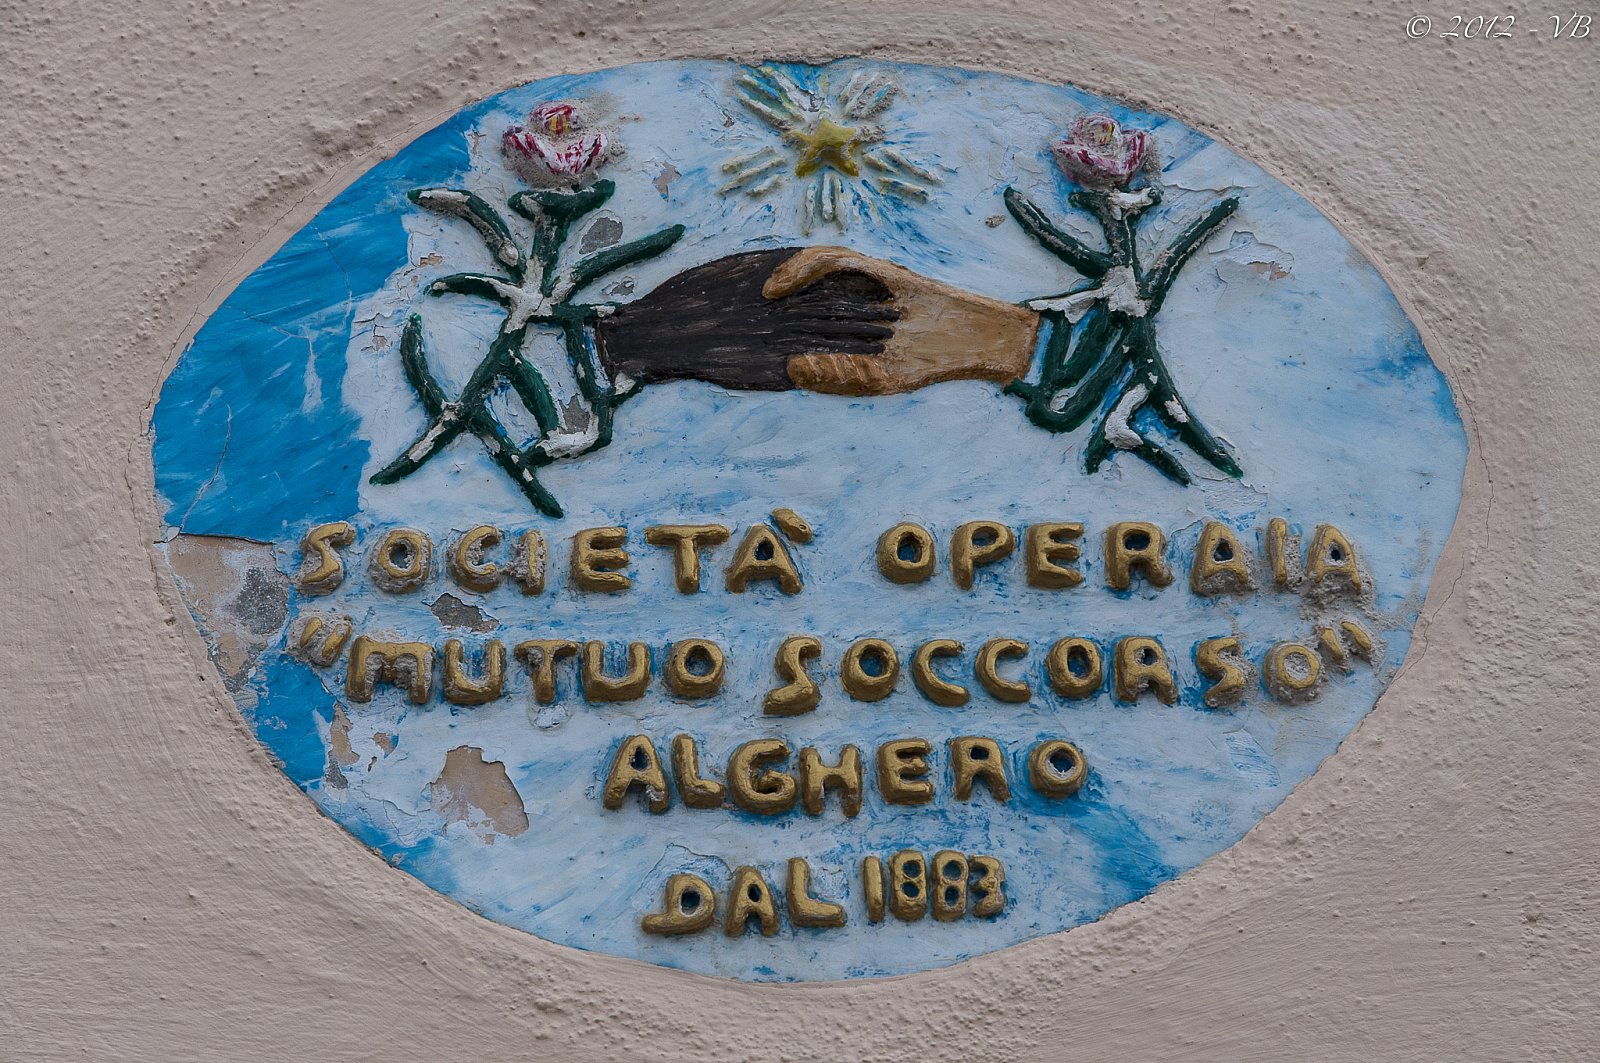 © 2012 - VB
SOCIETÀ OPERAIA
"MUTUO SOCCORSO"
ALGHERO
DAL 1883